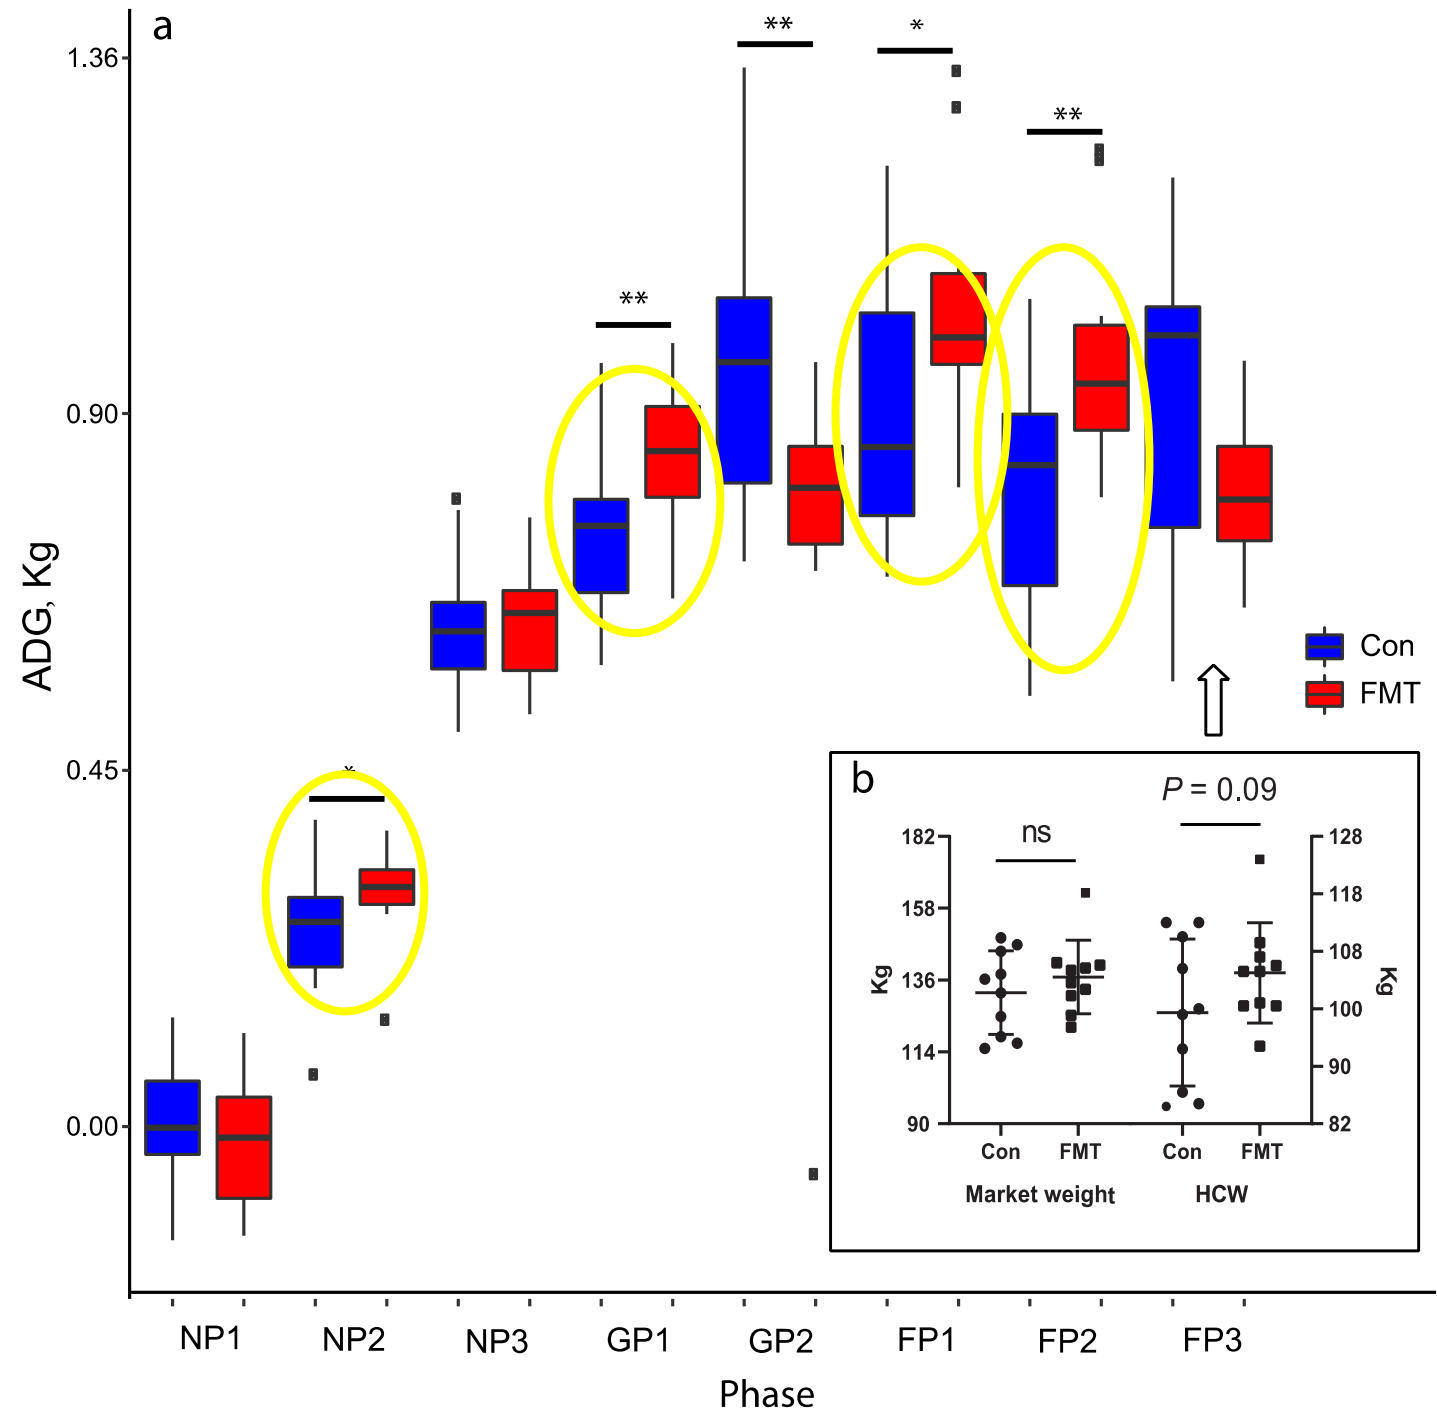 a
**
*
**
**
*
1.36
0.90
0.45
0.00
ADG, Kg
Con
FMT
b
P = 0.09
ns
182
158
136
114
90
Kg
128
118
108
100
90
82
Kg
Con FMT Con FMT
Market weight HCW
NP1 NP2 NP3 GP1 GP2 FP1 FP2 FP3
Phase